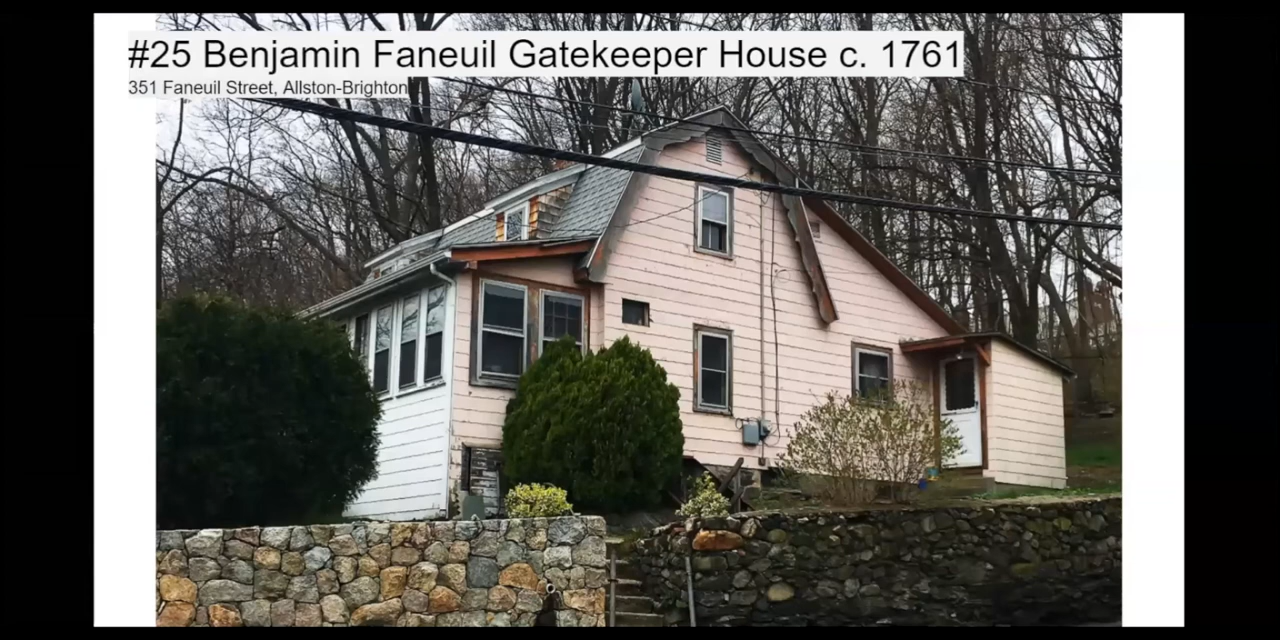 #25 Benjamin Faneuil Gatekeeper House c. 1761
351 Faneuil Street, Allston-Brighton